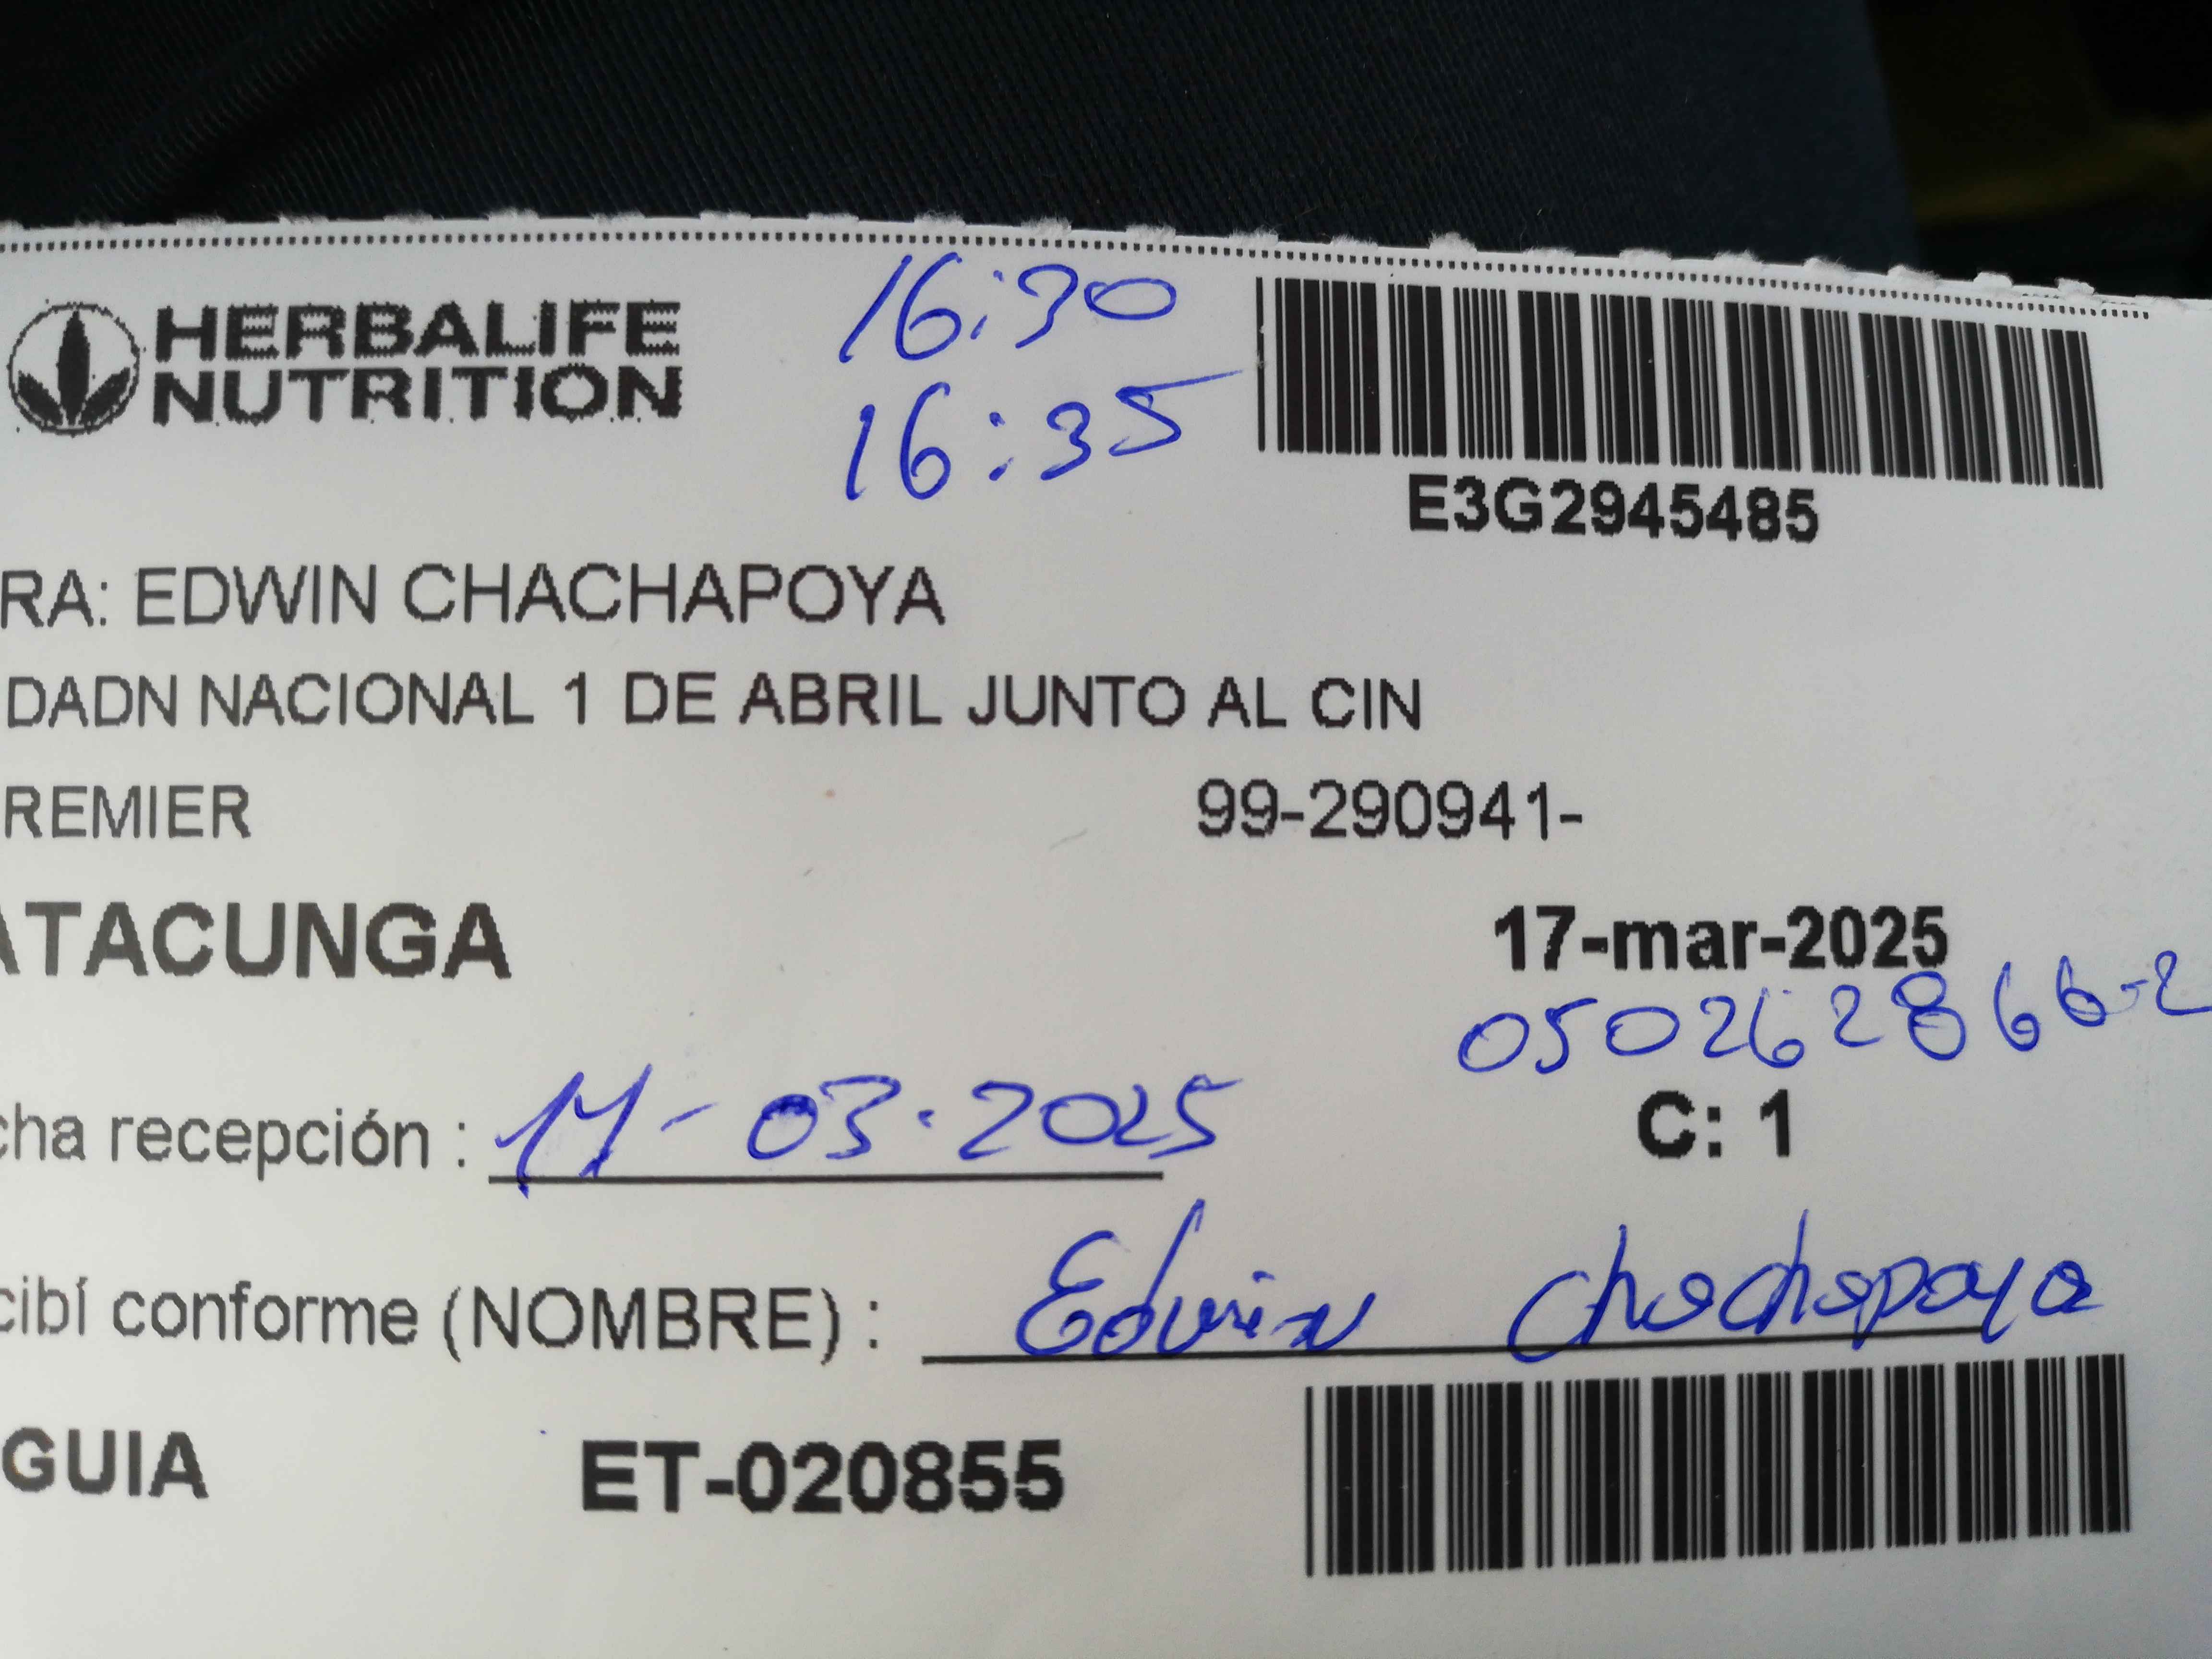 HERBALIFE
NUTRITION
16:30
16:35
E3G2945485
RA: EDWIN CHACHAPOYA
DADN NACIONAL 1 DE ABRIL JUNTO AL CIN
REMIER 99-290941-
ATACUNGA 17-mar-2025
050262866-2
cha recepción : 17-03-2025 C: 1
cibí conforme (NOMBRE) : Edwin Chachapoya
GUIA ET-020855